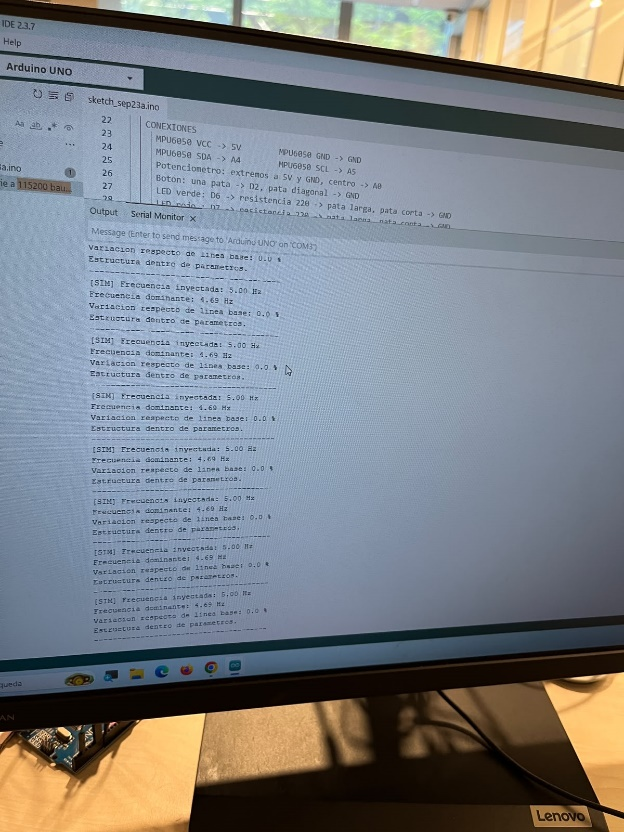 IDE 2.3.7
Help
Arduino UNO
sketch_sep23a.ino
Aa ab .*
a.ino 1
e a 115200 bau...
22
23 CONEXIONES
24 MPU6050 VCC -> 5V MPU6050 GND -> GND
25 MPU6050 SDA -> A4 MPU6050 SCL -> A5
26 Potenciometro: extremos a 5V y GND, centro -> A0
27 Boton: una pata -> D2, pata diagonal -> GND
28 LED verde: D6 -> resistencia 220 -> pata larga, pata corta -> GND
resistencia 220 -> pata larga, pata corta -> GND
Output Serial Monitor ×
Message (Enter to send message to 'Arduino UNO' on 'COM3')
Variacion respecto de linea base: 0.0 %
Estructura dentro de parametros.
--------------------------------
[SIM] Frecuencia inyectada: 5.00 Hz
Frecuencia dominante: 4.69 Hz
Variacion respecto de linea base: 0.0 %
Estructura dentro de parametros.
--------------------------------
[SIM] Frecuencia inyectada: 5.00 Hz
Frecuencia dominante: 4.69 Hz
Variacion respecto de linea base: 0.0 %
Estructura dentro de parametros.
--------------------------------
[SIM] Frecuencia inyectada: 5.00 Hz
Frecuencia dominante: 4.69 Hz
Variacion respecto de linea base: 0.0 %
Estructura dentro de parametros.
--------------------------------
[SIM] Frecuencia inyectada: 5.00 Hz
Frecuencia dominante: 4.69 Hz
Variacion respecto de linea base: 0.0 %
Estructura dentro de parametros.
--------------------------------
[SIM] Frecuencia inyectada: 5.00 Hz
Frecuencia dominante: 4.69 Hz
Variacion respecto de linea base: 0.0 %
Estructura dentro de parametros.
--------------------------------
[SIM] Frecuencia inyectada: 5.00 Hz
Frecuencia dominante: 4.69 Hz
Variacion respecto de linea base: 0.0 %
Estructura dentro de parametros.
--------------------------------
[SIM] Frecuencia inyectada: 5.00 Hz
Frecuencia dominante: 4.69 Hz
Variacion respecto de linea base: 0.0 %
Estructura dentro de parametros.
--------------------------------
queda
AN
Lenovo